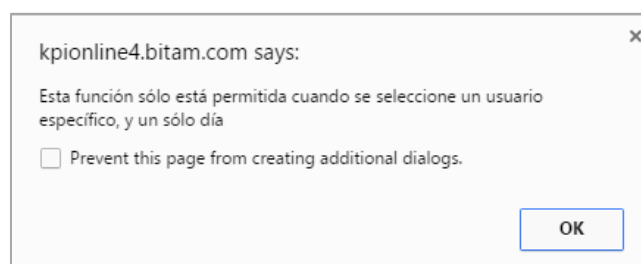 kpionline4.bitam.com says:
Esta función sólo está permitida cuando se seleccione un usuario
específico, y un sólo día
Prevent this page from creating additional dialogs.
OK